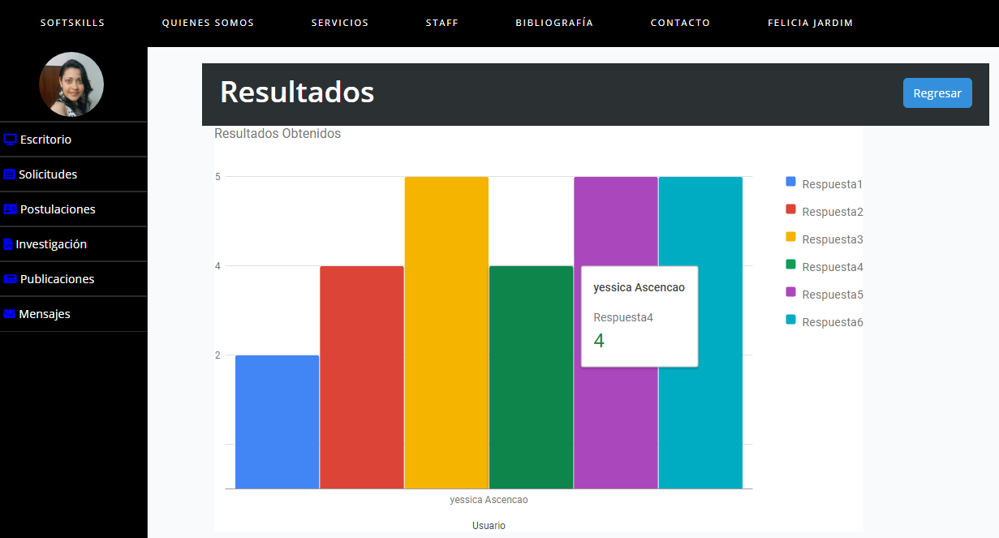 SOFTSKILLS QUIENES SOMOS SERVICIOS STAFF BIBLIOGRAFÍA CONTACTO FELICIA JARDIM
Escritorio
Solicitudes
Postulaciones
Investigación
Publicaciones
Mensajes
Resultados
Regresar
Resultados Obtenidos
5
4
2
yessica Ascencao
Respuesta4
4
yessica Ascencao
Usuario
Respuesta1
Respuesta2
Respuesta3
Respuesta4
Respuesta5
Respuesta6